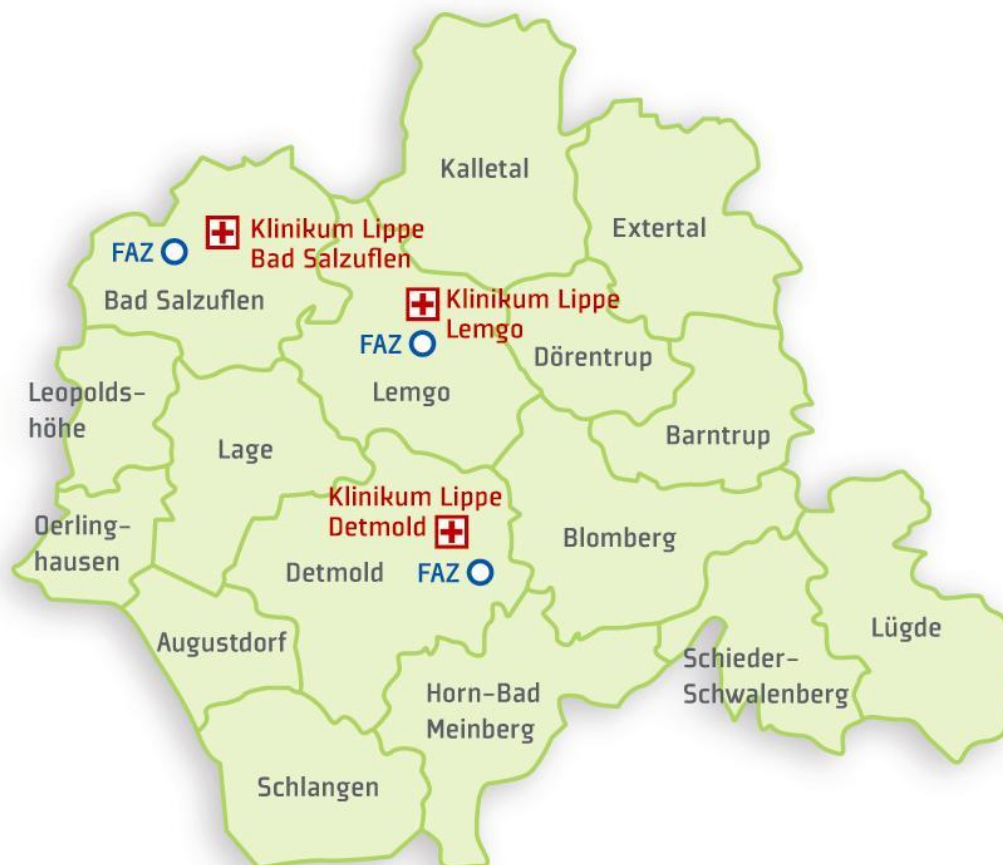 Kalletal
Extertal
Klinikum Lippe
Bad Salzuflen
FAZ
Bad Salzuflen
Klinikum Lippe
Lemgo
FAZ
Dörentrup
Lemgo
Leopolds-
höhe
Barntrup
Lage
Klinikum Lippe
Detmold
Oerling-
hausen
Blomberg
Detmold
FAZ
Augustdorf
Lügde
Schieder-
Schwalenberg
Horn-Bad
Meinberg
Schlangen